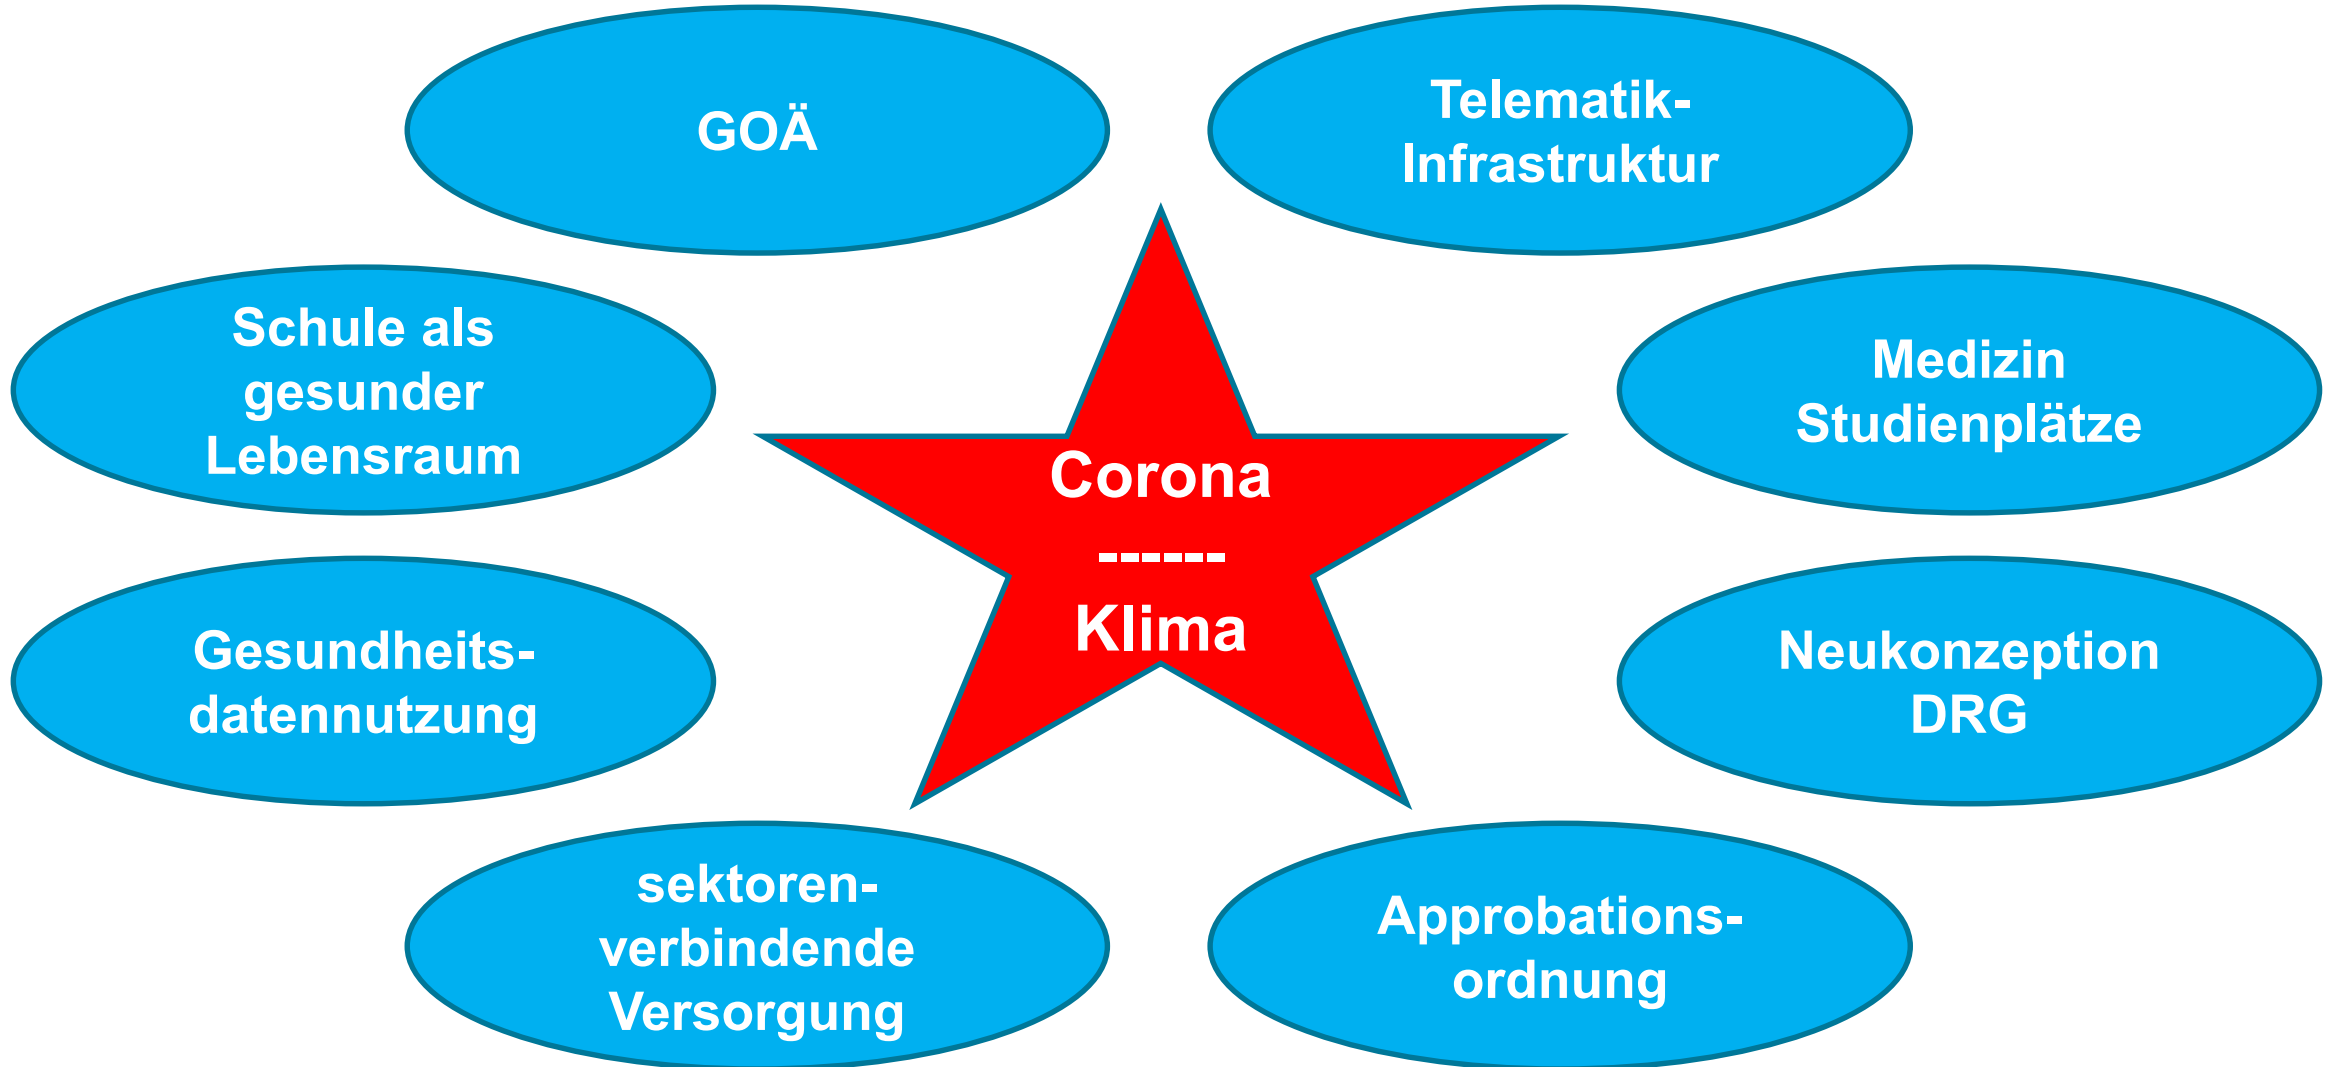 GOÄ
Telematik-
Infrastruktur
Schule als
gesunder
Lebensraum
Medizin
Studienplätze
Corona
------
Klima
Gesundheits-
datennutzung
Neukonzeption
DRG
sektoren-
verbindende
Versorgung
Approbations-
ordnung